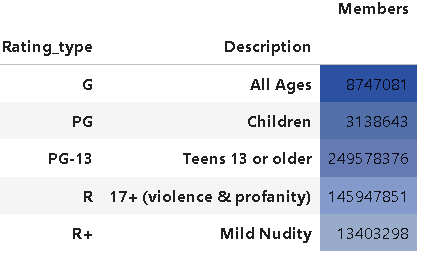 Members
Rating_type Description
G All Ages 8747081
PG Children 3138643
PG-13 Teens 13 or older 249578376
R 17+ (violence & profanity) 145947851
R+ Mild Nudity 13403298